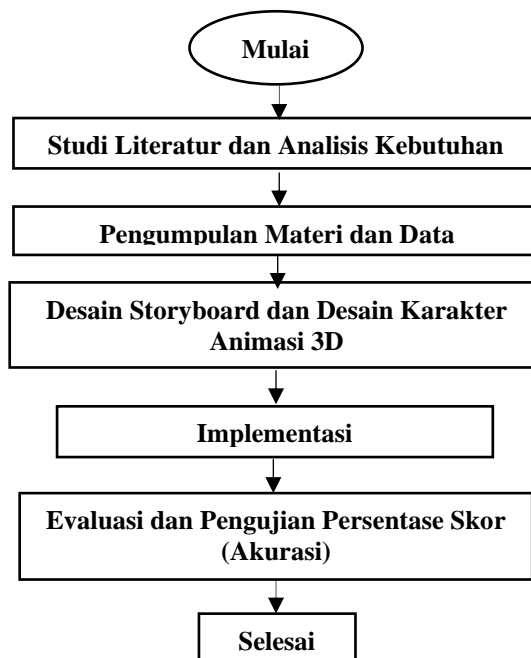 Mulai
Studi Literatur dan Analisis Kebutuhan
Pengumpulan Materi dan Data
Desain Storyboard dan Desain Karakter
Animasi 3D
Implementasi
Evaluasi dan Pengujian Persentase Skor
(Akurasi)
Selesai